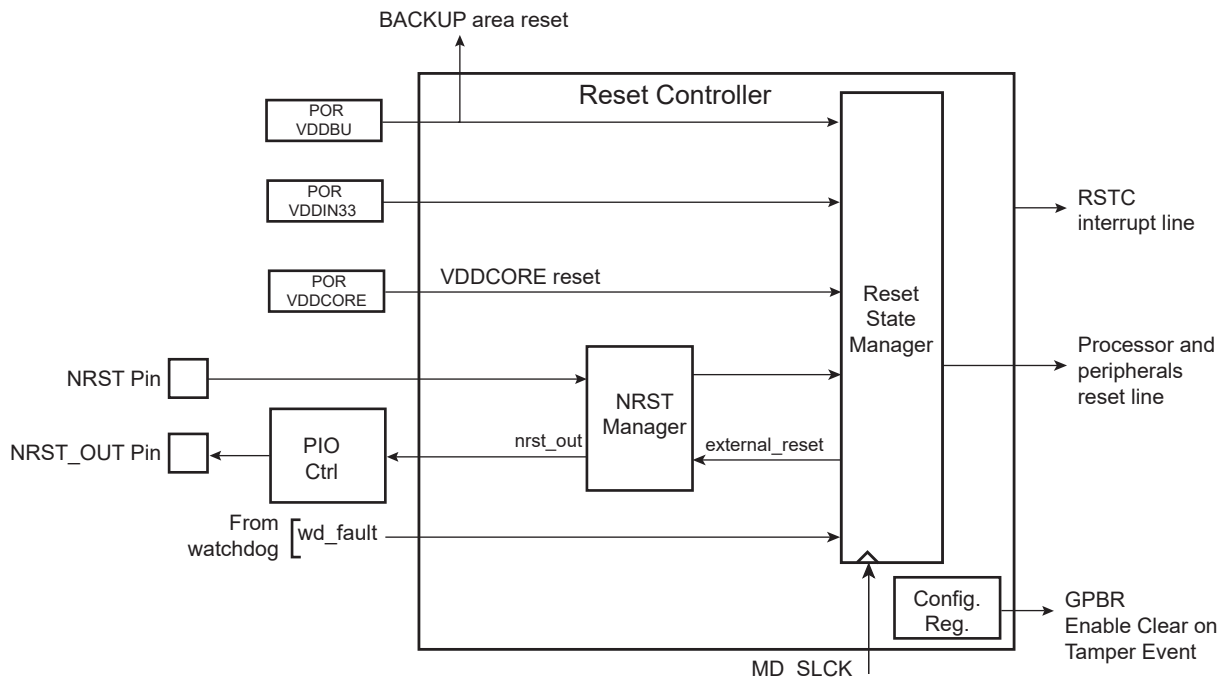 BACKUP area reset
Reset Controller
POR
VDDBU
POR
VDDIN33
RSTC
interrupt line
POR
VDDCORE
VDDCORE reset
Reset
State
Manager
Processor and
peripherals
reset line
NRST Pin
NRST
Manager
NRST_OUT Pin
PIO
Ctrl
nrst_out
external_reset
From
watchdog
wd_fault
Config.
Reg.
GPBR
Enable Clear on
Tamper Event
MD_SLCK